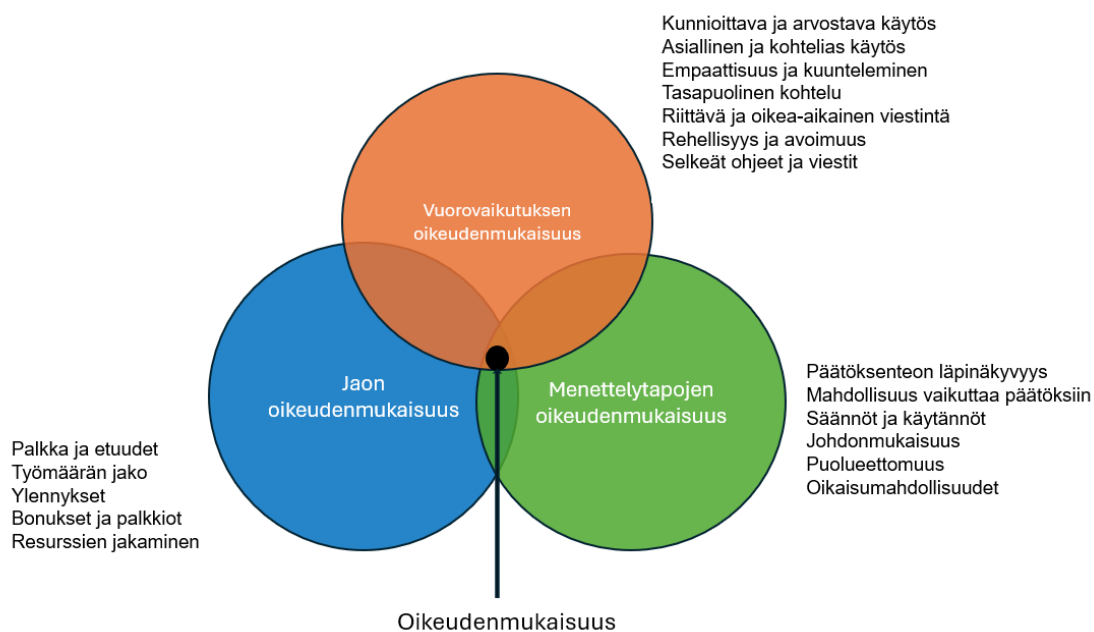 Kunnioittava ja arvostava käytös
Asiallinen ja kohtelias käytös
Empaattisuus ja kuunteleminen
Tasapuolinen kohtelu
Riittävä ja oikea-aikainen viestintä
Rehellisyys ja avoimuus
Selkeät ohjeet ja viestit
Vuorovaikutuksen
oikeudenmukaisuus
Jaon
oikeudenmukaisuus
Menettelytapojen
oikeudenmukaisuus
Päätöksenteon läpinäkyvyys
Mahdollisuus vaikuttaa päätöksiin
Säännöt ja käytännöt
Johdonmukaisuus
Puolueettomuus
Oikaisumahdollisuudet
Palkka ja etuudet
Työmäärän jako
Ylennykset
Bonukset ja palkkiot
Resurssien jakaminen
Oikeudenmukaisuus